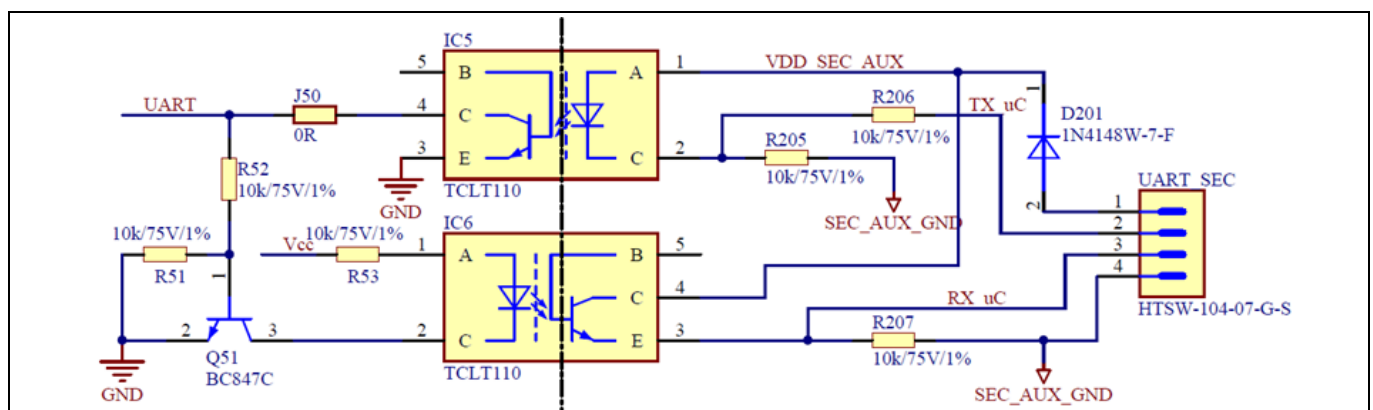 IC5
5 B A 1 VDD_SEC_AUX
R206 TX_uC
J50
UART 4 C
1
0R
10k/75V/1%
D201
1N4148W-7-F
R205
3 E C 2
R52
10k/75V/1%
10k/75V/1%
TCLT110
UART_SEC
GND
2
1
IC6
SEC_AUX_GND
10k/75V/1%
10k/75V/1%
2
Vcc 1 A B 5
3
R51
R53
4
1
C 4
RX_uC
HTSW-104-07-G-S
R207
2 3 2 C E 3
Q51
BC847C
10k/75V/1%
TCLT110
GND
SEC_AUX_GND